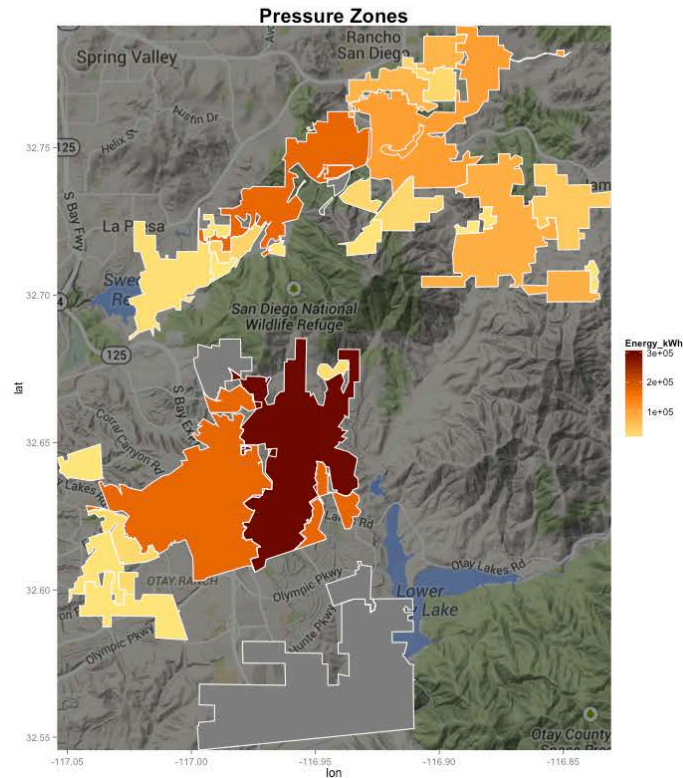 Pressure Zones
Rancho
San Diego
Spring Valley
Austin Dr
Helix St
125
S Bay Fwy
La Presa
San Diego National
Wildlife Refuge
125
S Bay Ex
Corral Canyon Rd
y Lakes Rd
Lakes Rd
OTAY RANCH
Olympic Pkwy
Hunte Pkwy
Olympic Pkwy
Otay Lakes Rd
Lower
Lake
Otay County
lat
32.75
32.70
32.65
32.60
32.55
-117.05
-117.00
-116.95
-116.90
-116.85
lon
Energy_kWh
3e+05
2e+05
1e+05